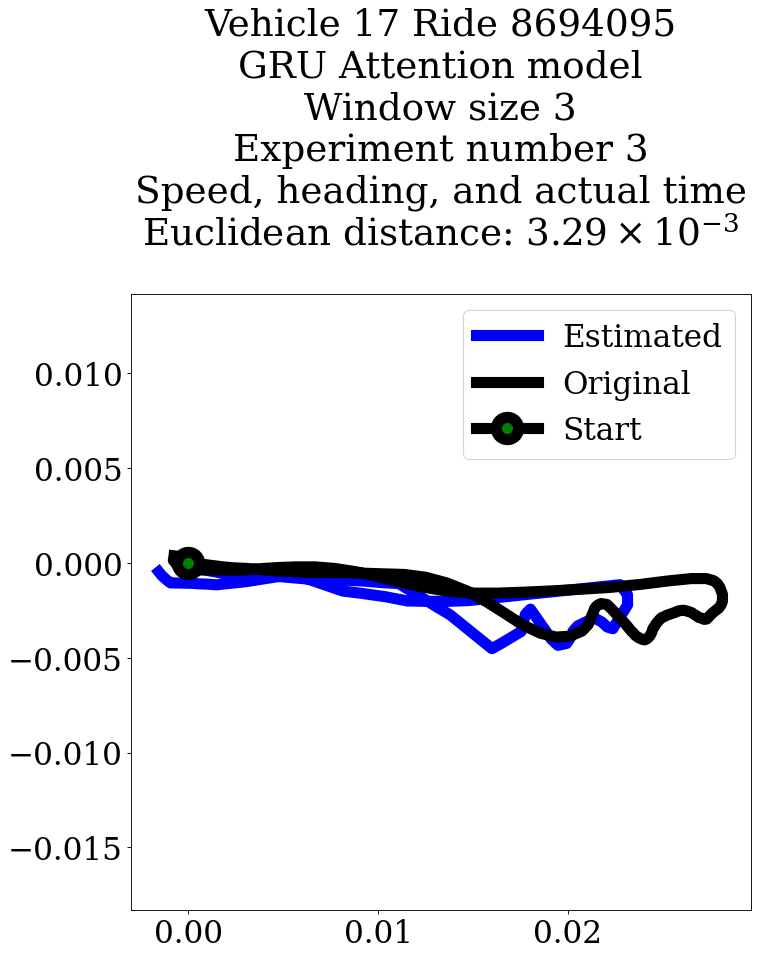 Vehicle 17 Ride 8694095
GRU Attention model
Window size 3
Experiment number 3
Speed, heading, and actual time
Euclidean distance: 3.29 × 10⁻³
Estimated
Original
Start
0.010
0.005
0.000
−0.005
−0.010
−0.015
0.00
0.01
0.02